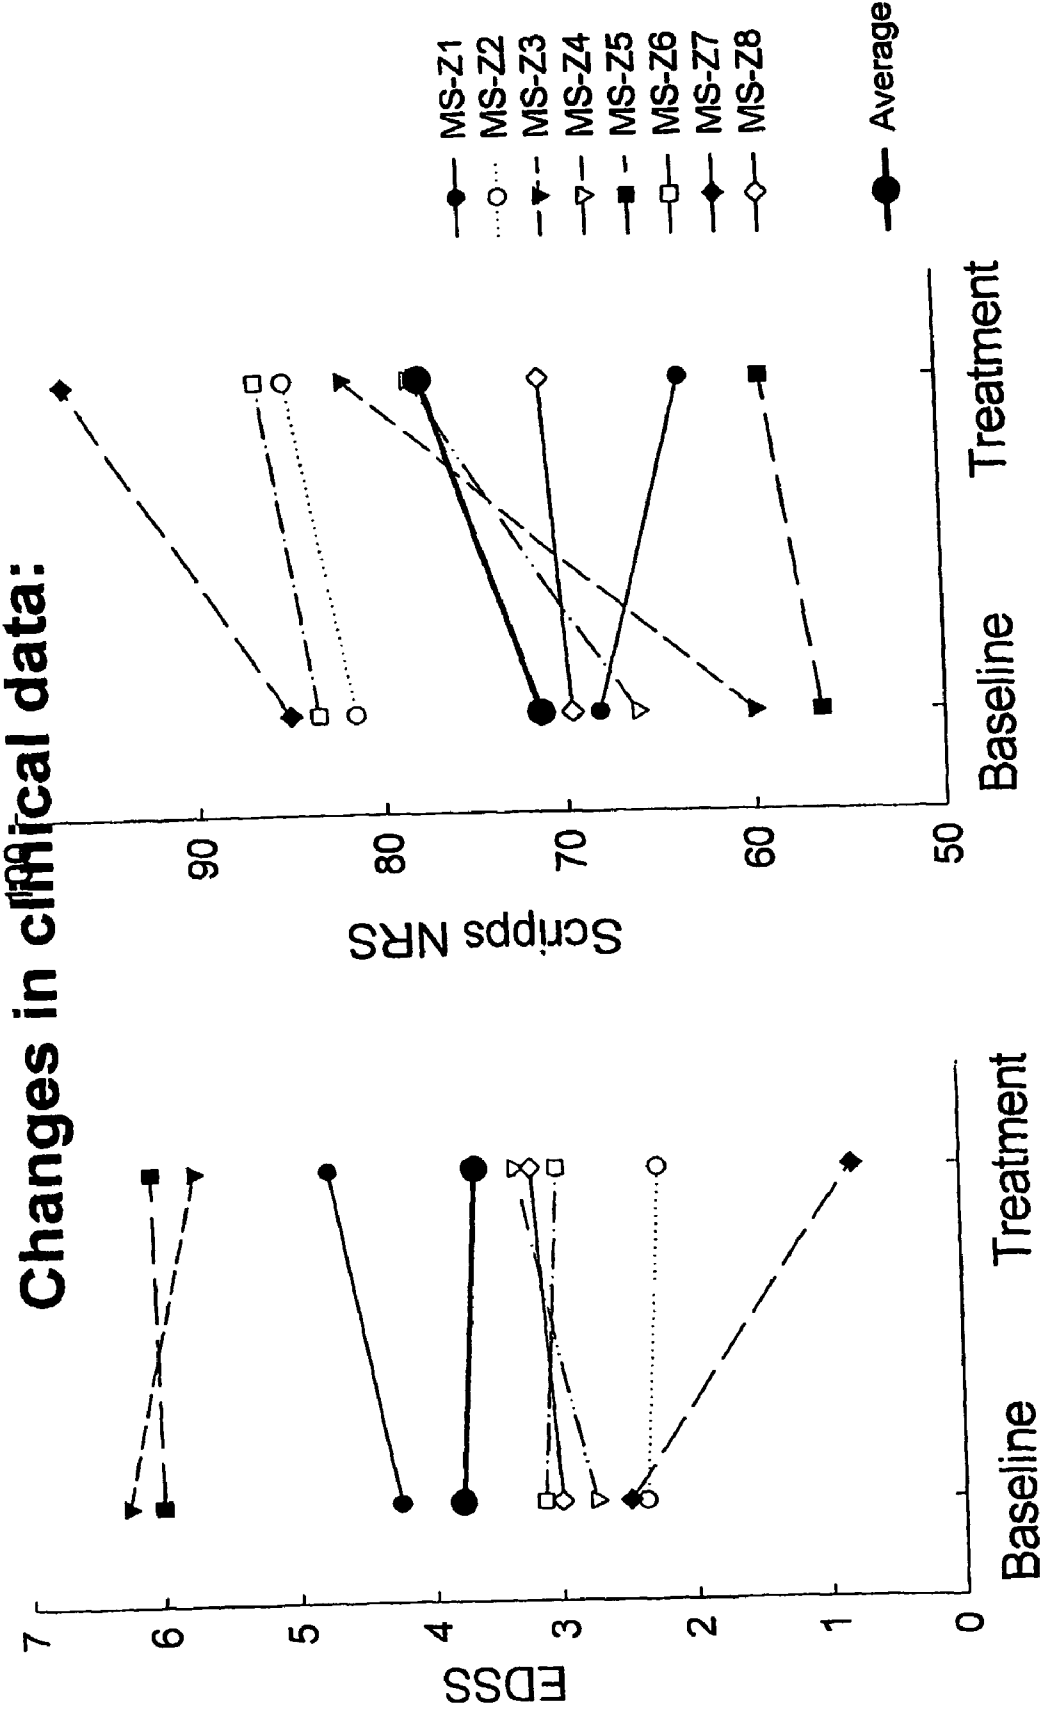 Changes in clinical data:
EDSS
7
6
5
4
3
2
1
0
Baseline
Treatment
Scripps NRS
100
90
80
70
60
50
Baseline
Treatment
MS-Z1
MS-Z2
MS-Z3
MS-Z4
MS-Z5
MS-Z6
MS-Z7
MS-Z8
Average